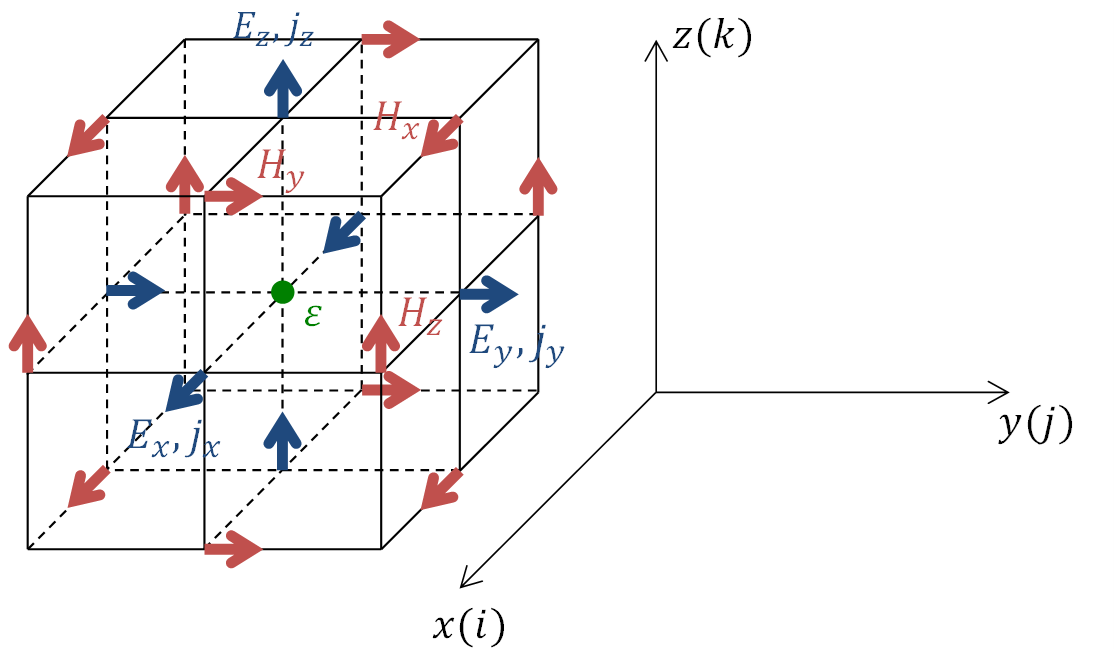 E_z, j_z
z(k)
H_x
H_y
ε
H_z
E_y, j_y
y(j)
E_x, j_x
x(i)